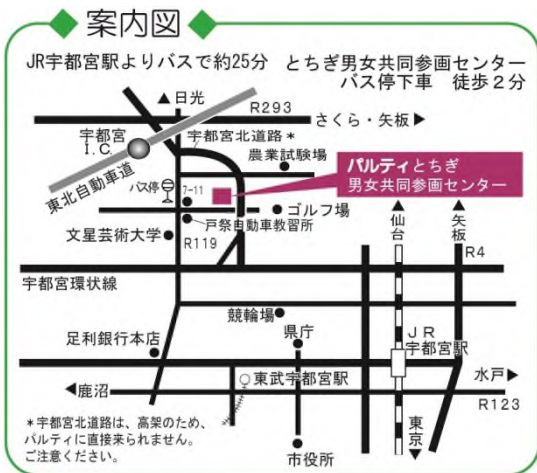 案内図
JR宇都宮駅よりバスで約25分 とちぎ男女共同参画センター
バス停下車 徒歩2分
▲日光
R293
さくら・矢板▶
宇都宮
I.C.
宇都宮北道路*
農業試験場
東北自動車道
バス停
7-11
パルティとちぎ
男女共同参画センター
ゴルフ場
戸祭自動車教習所
文星芸術大学
R119
▲仙台
▲矢板
R4
宇都宮環状線
競輪場
県庁
足利銀行本店
JR
宇都宮駅
水戸▶
◀鹿沼
東武宇都宮駅
R123
*宇都宮北道路は、高架のため、
パルティに直接来られません。
ご注意ください。
市役所
東京▼